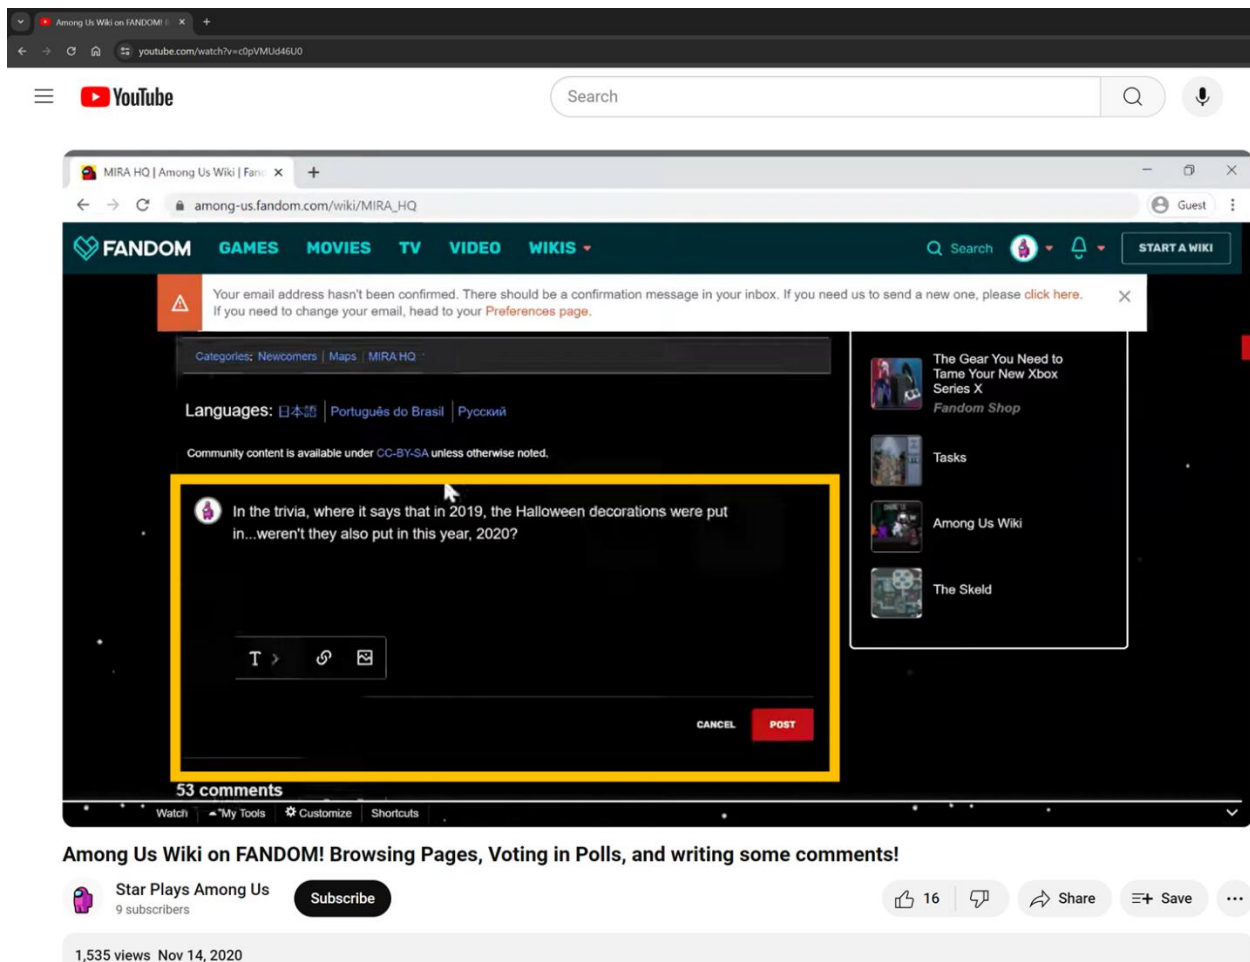 Among Us Wiki on FANDOM!
youtube.com/watch?v=c0pVMUd46U0
YouTube
Search
MIRA HQ | Among Us Wiki | Fan
among-us.fandom.com/wiki/MIRA_HQ
Guest
FANDOM GAMES MOVIES TV VIDEO WIKIS Search START A WIKI
Your email address hasn't been confirmed. There should be a confirmation message in your inbox. If you need us to send a new one, please click here.
If you need to change your email, head to your Preferences page.
Categories: Newcomers | Maps | MIRA HQ
Languages: 日本語 | Português do Brasil | Русский
Community content is available under CC-BY-SA unless otherwise noted.
In the trivia, where it says that in 2019, the Halloween decorations were put
in...weren't they also put in this year, 2020?
T
CANCEL POST
53 comments
The Gear You Need to
Tame Your New Xbox
Series X
Fandom Shop
Tasks
Among Us Wiki
The Skeld
Watch My Tools Customize Shortcuts
Among Us Wiki on FANDOM! Browsing Pages, Voting in Polls, and writing some comments!
Star Plays Among Us
9 subscribers
Subscribe
16
Share
Save
1,535 views Nov 14, 2020